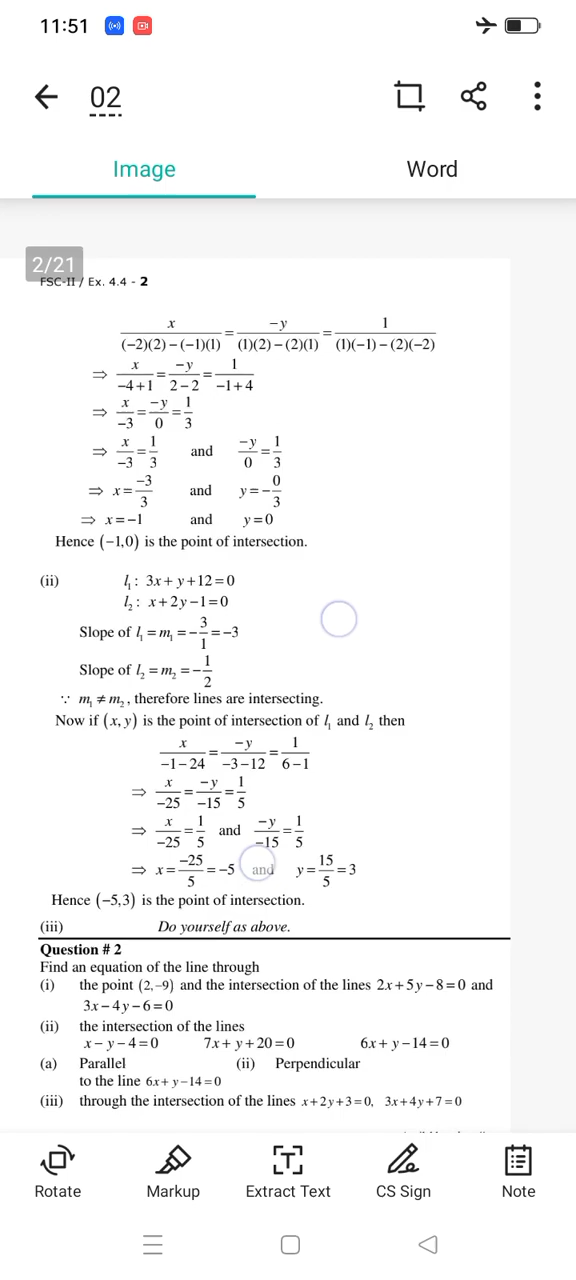 11:51
02
Image Word
2/21
FSC-II / Ex. 4.4 - 2
x/((−2)(2)−(−1)(1)) = −y/((1)(2)−(2)(1)) = 1/((1)(−1)−(2)(−2))
⇒ x/(−4+1) = −y/(2−2) = 1/(−1+4)
⇒ x/−3 = −y/0 = 1/3
⇒ x/−3 = 1/3 and −y/0 = 1/3
⇒ x = −3/3 and y = −0/3
⇒ x = −1 and y = 0
Hence (−1,0) is the point of intersection.
(ii) l₁ : 3x + y + 12 = 0
l₂ : x + 2y − 1 = 0
Slope of l₁ = m₁ = −3/1 = −3
Slope of l₂ = m₂ = −1/2
∵ m₁ ≠ m₂ , therefore lines are intersecting.
Now if (x, y) is the point of intersection of l₁ and l₂ then
x/(−1−24) = −y/(−3−12) = 1/(6−1)
⇒ x/−25 = −y/−15 = 1/5
⇒ x/−25 = 1/5 and −y/−15 = 1/5
⇒ x = −25/5 = −5 and y = 15/5 = 3
Hence (−5,3) is the point of intersection.
(iii) Do yourself as above.
Question # 2
Find an equation of the line through
(i) the point (2,−9) and the intersection of the lines 2x + 5y − 8 = 0 and
3x − 4y − 6 = 0
(ii) the intersection of the lines
x − y − 4 = 0 7x + y + 20 = 0 6x + y − 14 = 0
(a) Parallel (ii) Perpendicular
to the line 6x + y − 14 = 0
(iii) through the intersection of the lines x + 2y + 3 = 0, 3x + 4y + 7 = 0
Rotate Markup Extract Text CS Sign Note